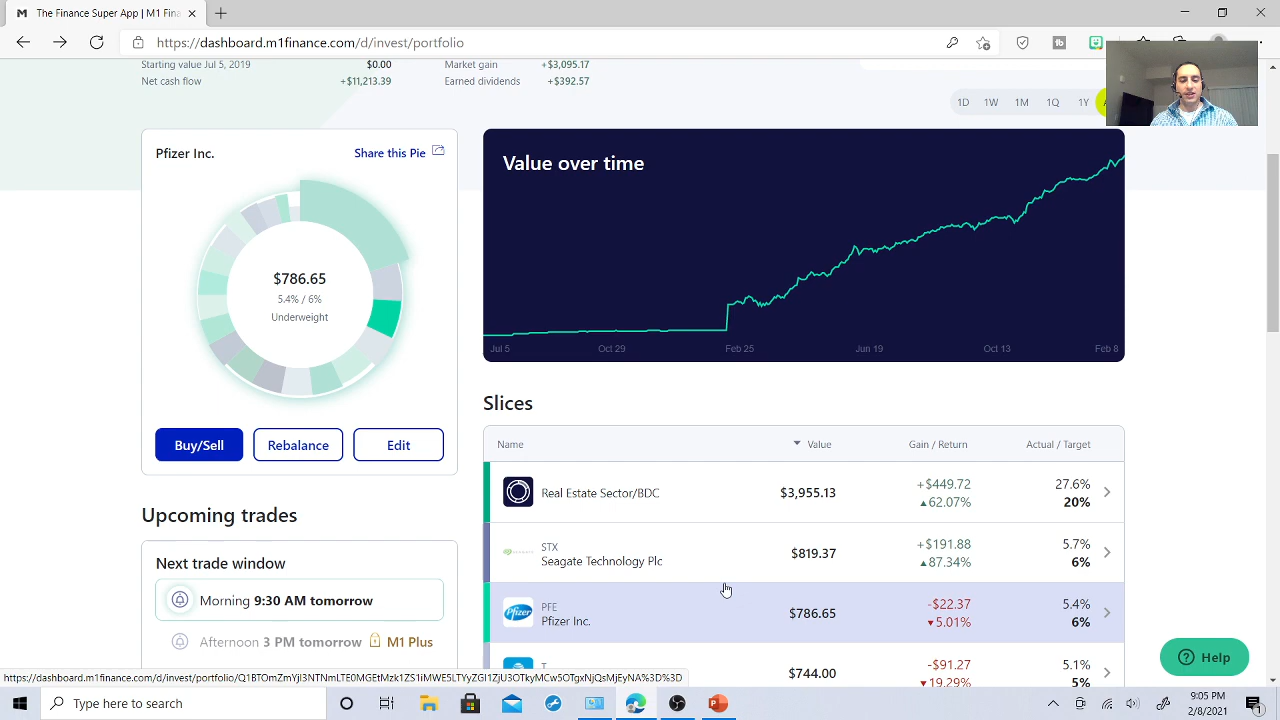 The Finance Super App | M1 Fina
https://dashboard.m1finance.com/d/invest/portfolio
Starting value Jul 5, 2019 $0.00
Net cash flow +$11,213.39
Market gain +$3,095.17
Earned dividends +$392.57
1D 1W 1M 1Q 1Y
Pfizer Inc. Share this Pie
$786.65
5.4% / 6%
Underweight
Buy/Sell Rebalance Edit
Value over time
Jul 5 Oct 29 Feb 25 Jun 19 Oct 13 Feb 8
Slices
Name Value Gain / Return Actual / Target
Real Estate Sector/BDC $3,955.13 +$449.72 27.6%
62.07% 20%
STX +$191.88 5.7%
Seagate Technology Plc $819.37 87.34% 6%
Pfizer
PFE -$22.37 5.4%
Pfizer Inc. $786.65 5.01% 6%
T $744.00 -$91.27 5.1%
19.29% 5%
Upcoming trades
Next trade window
Morning 9:30 AM tomorrow
Afternoon 3 PM tomorrow M1 Plus
Help
Type here to search
9:05 PM
2/8/2021